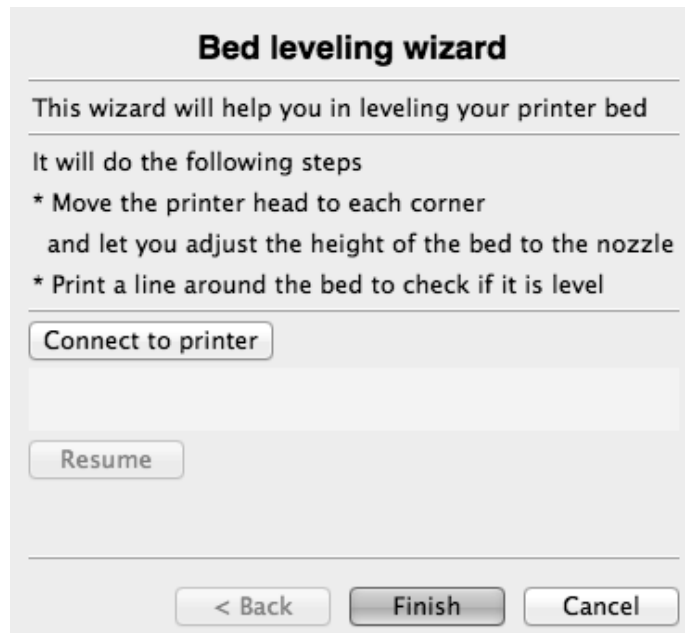 Bed leveling wizard
This wizard will help you in leveling your printer bed
It will do the following steps
* Move the printer head to each corner
and let you adjust the height of the bed to the nozzle
* Print a line around the bed to check if it is level
Connect to printer
Resume
< Back Finish Cancel